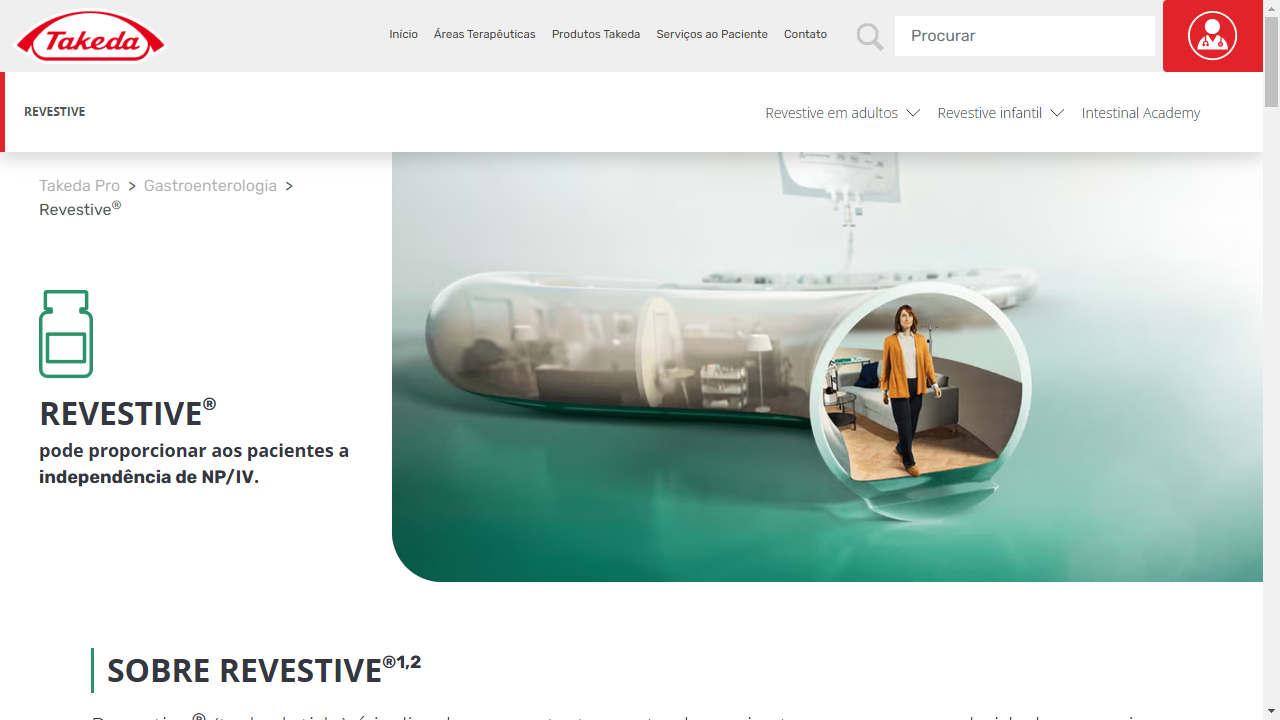 Takeda
Início Áreas Terapêuticas Produtos Takeda Serviços ao Paciente Contato
Procurar
REVESTIVE
Revestive em adultos Revestive infantil Intestinal Academy
Takeda Pro > Gastroenterologia >
Revestive®
REVESTIVE®
pode proporcionar aos pacientes a
independência de NP/IV.
SOBRE REVESTIVE®1,2